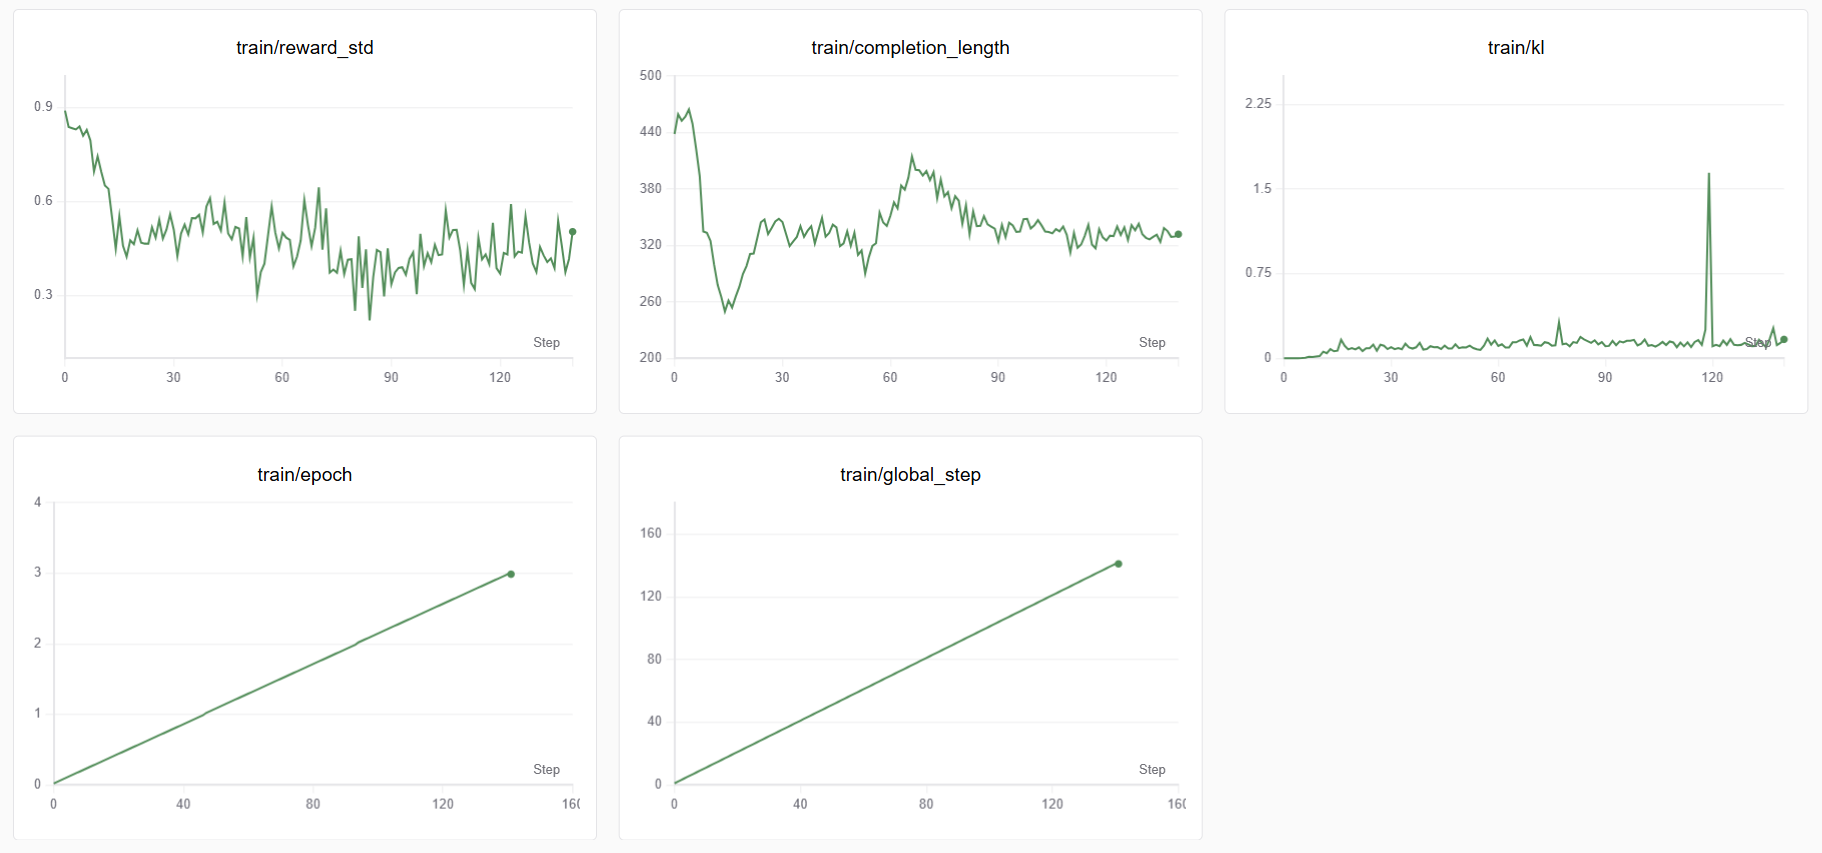 train/reward_std
0.9
0.6
0.3
Step
0 30 60 90 120
train/completion_length
500
440
380
320
260
200
Step
0 30 60 90 120
train/kl
2.25
1.5
0.75
0
Step
0 30 60 90 120
train/epoch
4
3
2
1
0
Step
0 40 80 120 160
train/global_step
160
120
80
40
0
Step
0 40 80 120 160